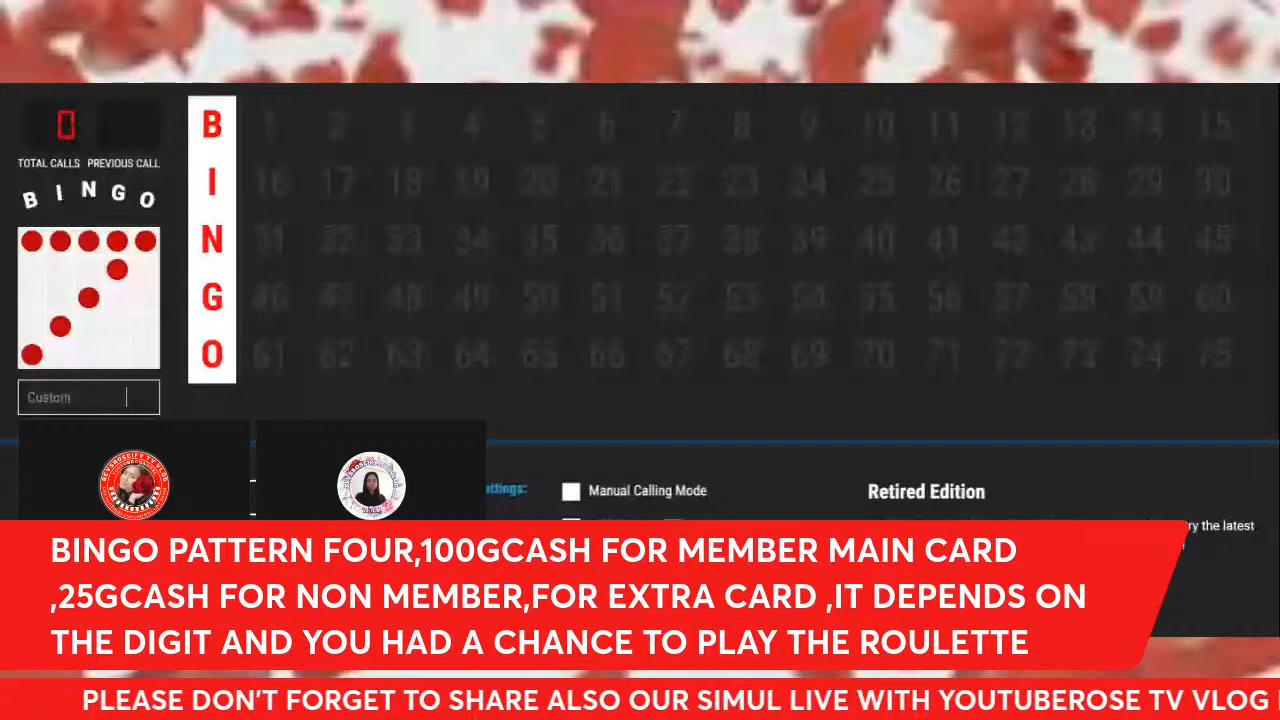 0
TOTAL CALLS PREVIOUS CALL
BINGO
Custom
B 1 2 3 4 5 6 7 8 9 10 11 12 13 14 15
I 16 17 18 19 20 21 22 23 24 25 26 27 28 29 30
N 31 32 33 34 35 36 37 38 39 40 41 42 43 44 45
G 46 47 48 49 50 51 52 53 54 55 56 57 58 59 60
O 61 62 63 64 65 66 67 68 69 70 71 72 73 74 75
Manual Calling Mode
Retired Edition
the latest
BINGO PATTERN FOUR,100GCASH FOR MEMBER MAIN CARD
,25GCASH FOR NON MEMBER,FOR EXTRA CARD ,IT DEPENDS ON
THE DIGIT AND YOU HAD A CHANCE TO PLAY THE ROULETTE
PLEASE DON'T FORGET TO SHARE ALSO OUR SIMUL LIVE WITH YOUTUBEROSE TV VLOG